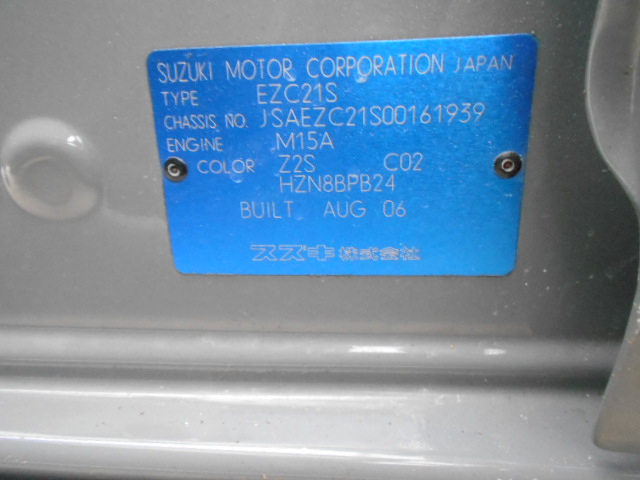 SUZUKI MOTOR CORPORATION JAPAN
TYPE EZC21S
CHASSIS NO. JSAEZC21S00161939
ENGINE M15A
COLOR Z2S C02
HZN8BPB24
BUILT AUG 06
スズキ株式会社